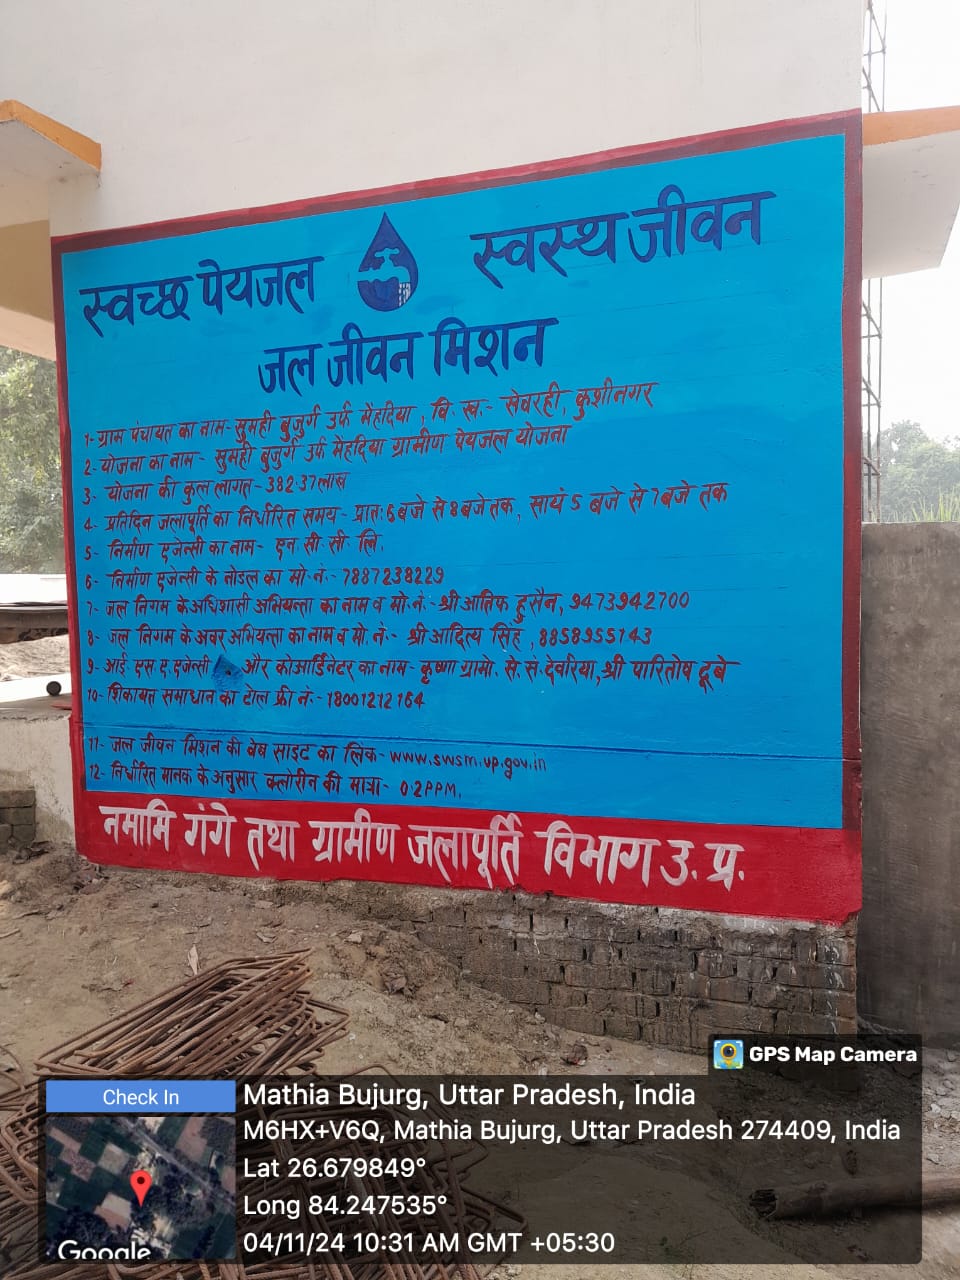 स्वच्छ पेयजल स्वस्थ जीवन
जल जीवन मिशन
1- ग्राम पंचायत का नाम- सुमही बुजुर्ग उर्फ मेंहदिया, वि. ख.- सेवरही, कुशीनगर
2- योजना का नाम- सुमही बुजुर्ग उर्फ मेंहदिया ग्रामीण पेयजल योजना
3- योजना की कुल लागत- 382.37लाख
4- प्रतिदिन जलापूर्ति का निर्धारित समय- प्रातः 6 बजे से 8 बजे तक, सायं 5 बजे से 7 बजे तक
5- निर्माण एजेन्सी का नाम- एन. सी. सी. लि.
6- निर्माण एजेन्सी के नोडल का मो. नं.- 7887238229
7- जल निगम के अधिशासी अभियन्ता का नाम व मो. नं.- श्री आतिफ हुसैन, 9473942700
8- जल निगम के अवर अभियन्ता का नाम व मो. नं- श्री आदित्य सिंह, 8858955143
9- आई एस ए. एजेन्सी और कोआर्डिनेटर का नाम- कृष्णा ग्रामो. से. सं. देवरिया, श्री पारितोष दूबे
10- शिकायत समाधान का टोल फ्री नं.- 18001212164
11- जल जीवन मिशन की वेब साइट का लिंक- www.swsm.up.gov.in
12- निर्धारित मानक के अनुसार क्लोरीन की मात्रा- 0.2PPM.
नमामि गंगे तथा ग्रामीण जलापूर्ति विभाग उ. प्र.
GPS Map Camera
Check In
Mathia Bujurg, Uttar Pradesh, India
M6HX+V6Q, Mathia Bujurg, Uttar Pradesh 274409, India
Lat 26.679849°
Long 84.247535°
04/11/24 10:31 AM GMT +05:30
Google